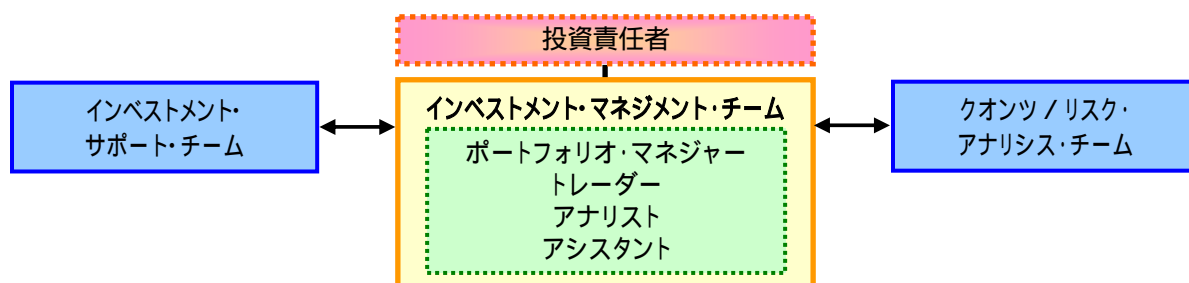 投資責任者
インベストメント・
サポート・チーム
インベストメント・マネジメント・チーム
ポートフォリオ・マネジャー
トレーダー
アナリスト
アシスタント
クオンツ / リスク・
アナリシス・チーム